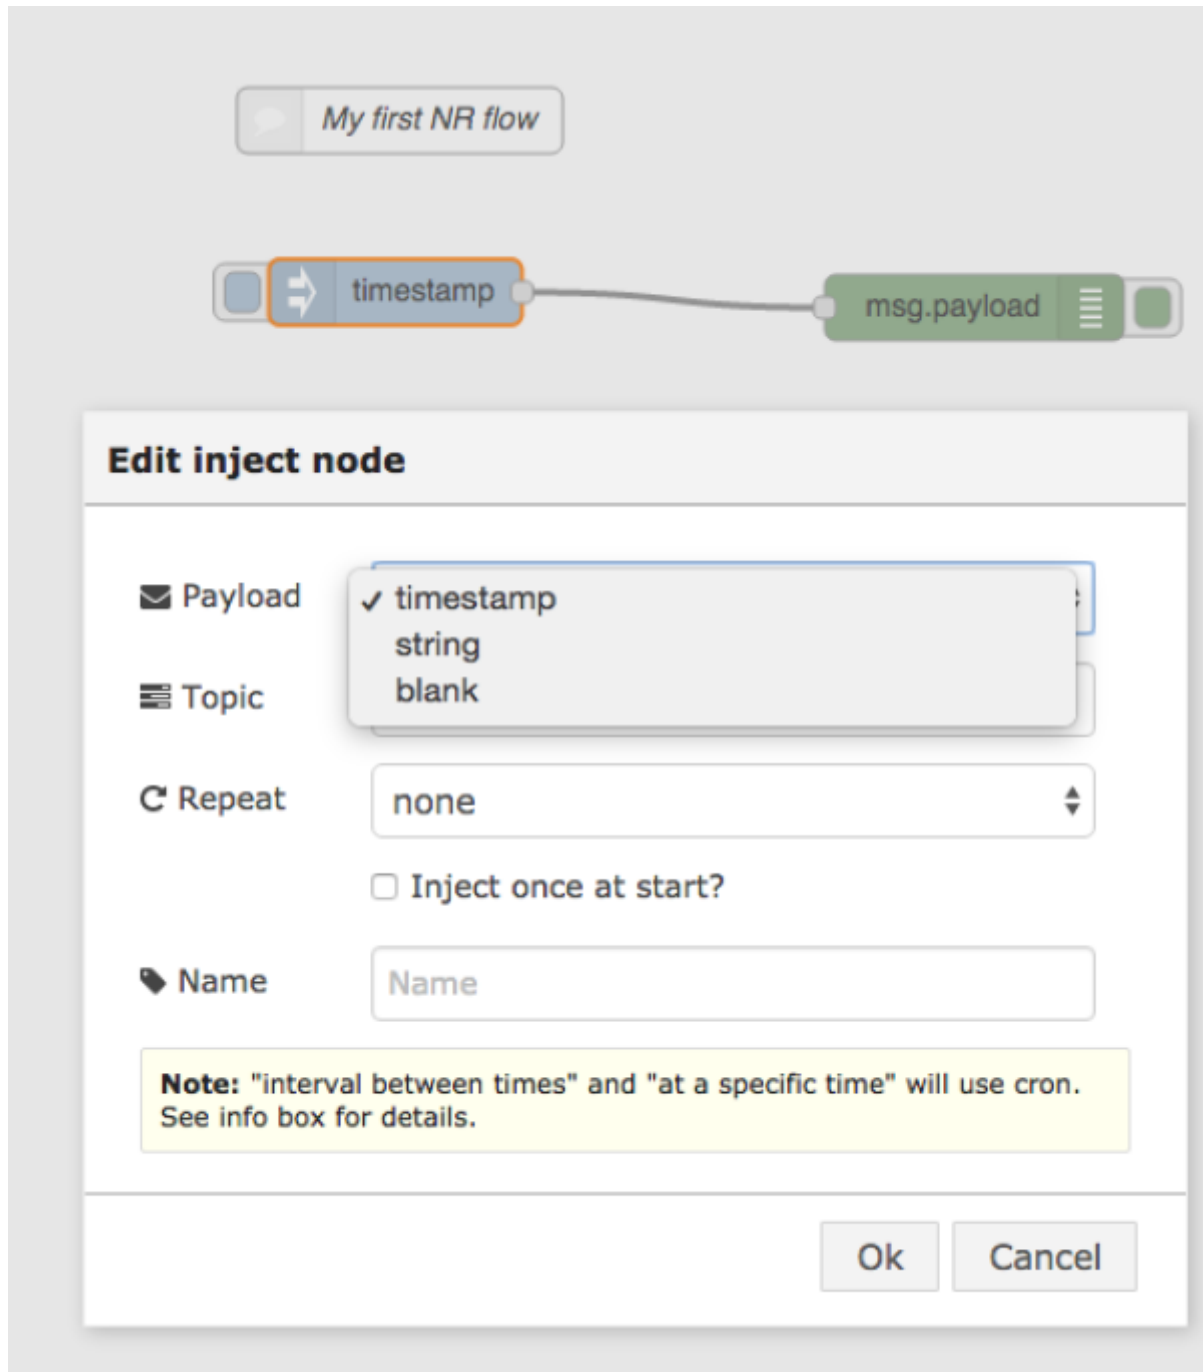 My first NR flow
timestamp
msg.payload
Edit inject node
Payload
timestamp
string
blank
Topic
Repeat
none
Inject once at start?
Name
Name
Note: "interval between times" and "at a specific time" will use cron.
See info box for details.
Ok
Cancel